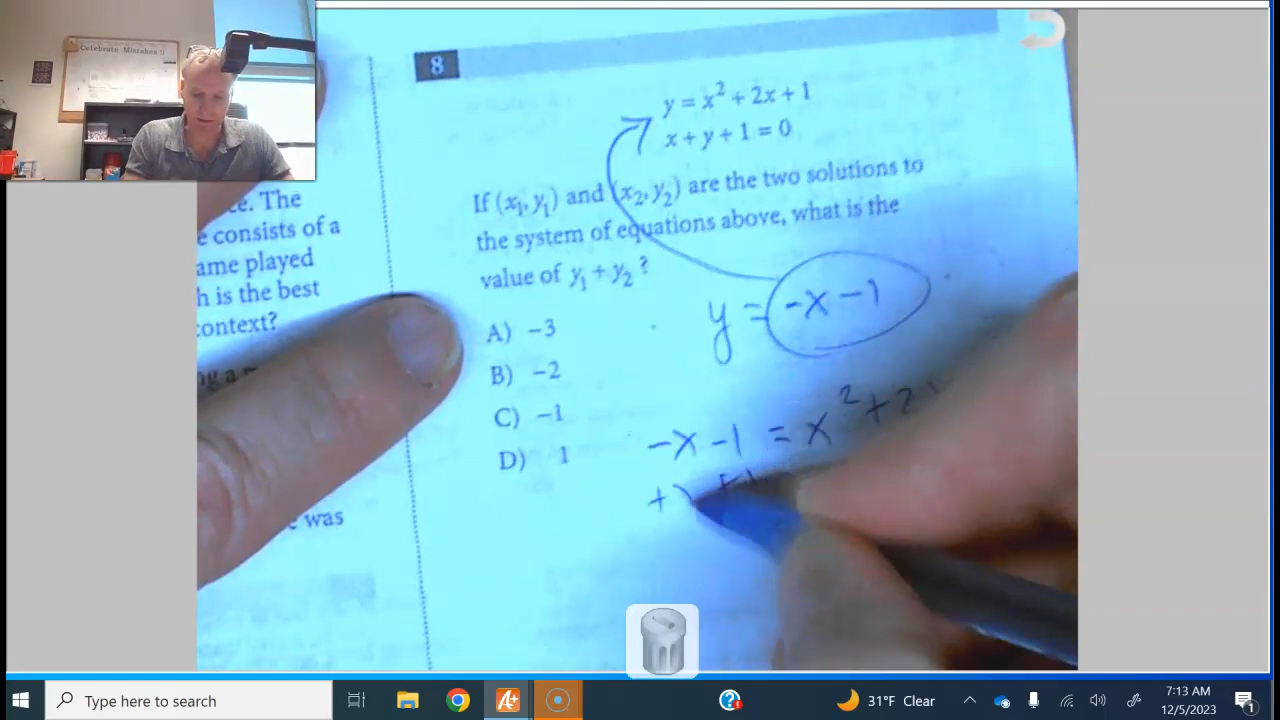 Celebrate Mistakes !!
8
y = x² + 2x + 1
x + y + 1 = 0
If (x₁, y₁) and (x₂, y₂) are the two solutions to
the system of equations above, what is the
value of y₁ + y₂ ?
A) −3
B) −2
C) −1
D) 1
y = -x - 1
-x - 1 = x² + 2
+
The
e consists of a
ame played
h is the best
context?
was
Type here to search
A+
31°F Clear
7:13 AM
12/5/2023
1